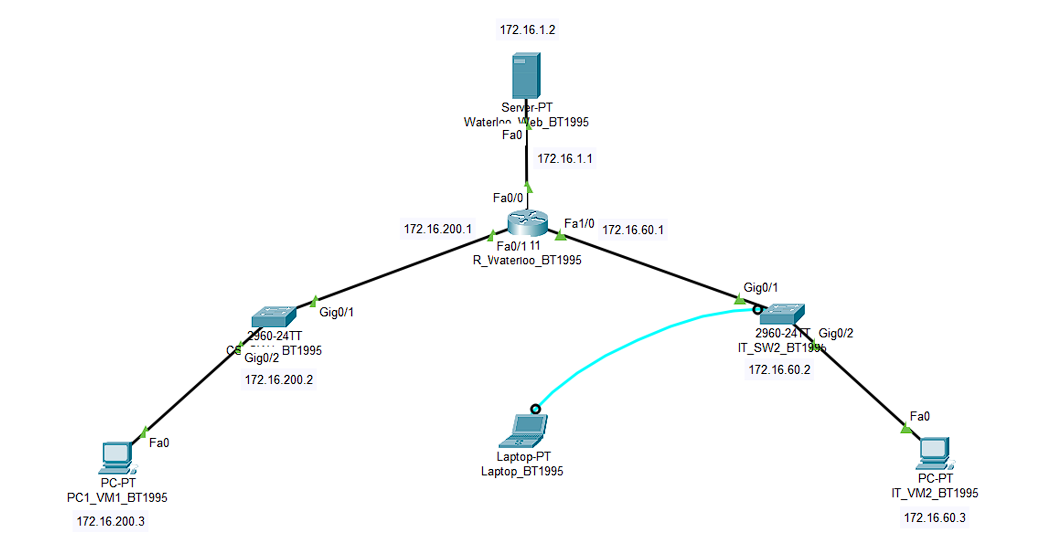 172.16.1.2
Server-PT
Waterloo_Web_BT1995
Fa0
172.16.1.1
Fa0/0
172.16.200.1
Fa1/0
172.16.60.1
Fa0/1 11
R_Waterloo_BT1995
Gig0/1
2960-24TT
BT1995
Gig0/2
172.16.200.2
Gig0/1
2960-24TT
Gig0/2
IT_SW2_BT1995
172.16.60.2
Fa0
PC-PT
PC1_VM1_BT1995
172.16.200.3
Laptop-PT
Laptop_BT1995
Fa0
PC-PT
IT_VM2_BT1995
172.16.60.3